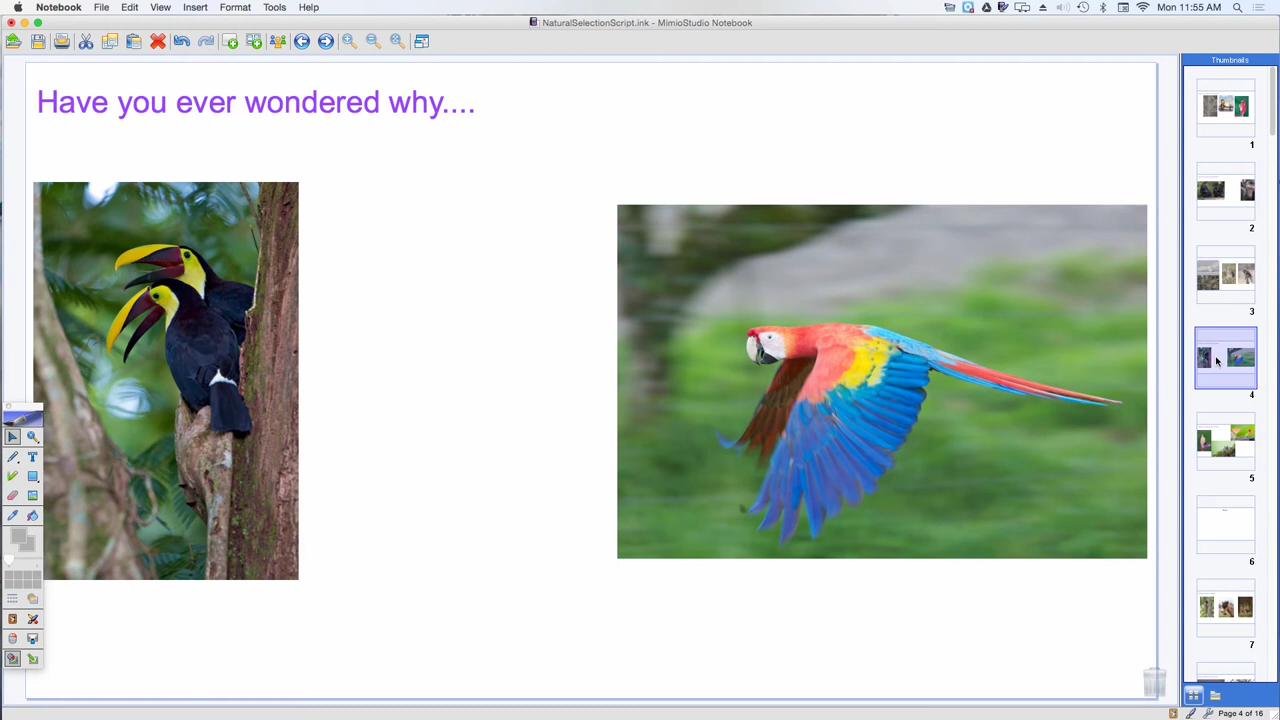 Notebook File Edit View Insert Format Tools Help Mon 11:55 AM
NaturalSelectionScript.ink - MimioStudio Notebook
Thumbnails
Have you ever wondered why....
1
2
3
4
5
6
7
Page 4 of 16